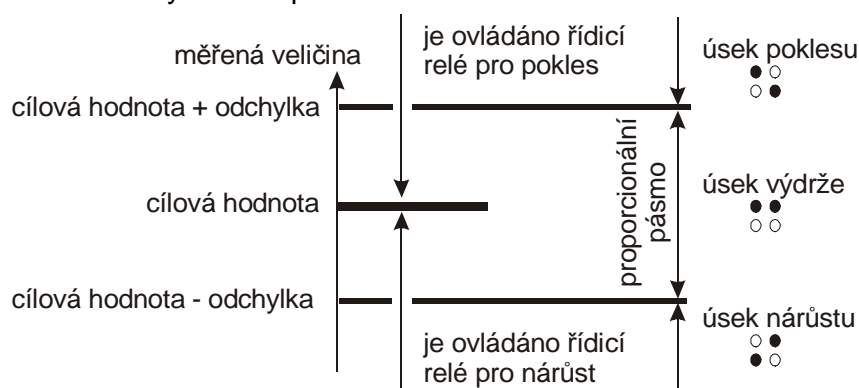 je ovládáno řídicí
relé pro pokles
úsek poklesu
měřená veličina
cílová hodnota + odchylka
proporcionální
pásmo
úsek výdrže
cílová hodnota
cílová hodnota - odchylka
úsek nárůstu
je ovládáno řídicí
relé pro nárůst